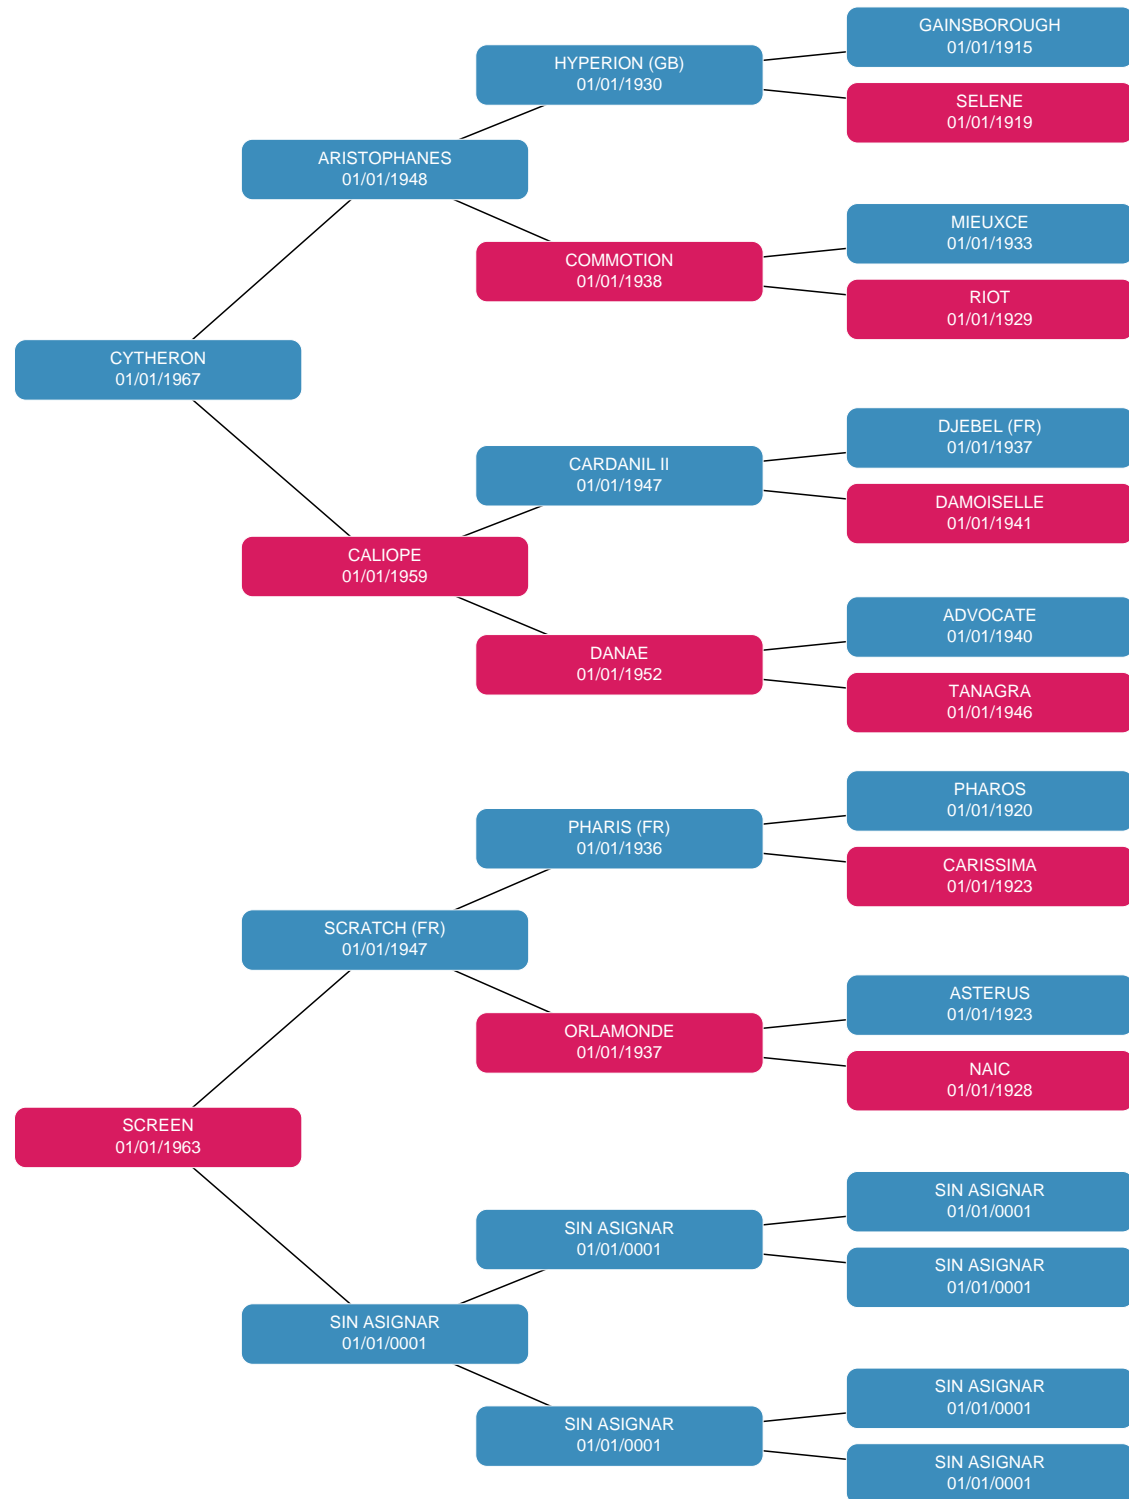 GAINSBOROUGH
01/01/1915
HYPERION (GB)
01/01/1930
SELENE
01/01/1919
ARISTOPHANES
01/01/1948
MIEUXCE
01/01/1933
COMMOTION
01/01/1938
RIOT
01/01/1929
CYTHERON
01/01/1967
DJEBEL (FR)
01/01/1937
CARDANIL II
01/01/1947
DAMOISELLE
01/01/1941
CALIOPE
01/01/1959
ADVOCATE
01/01/1940
DANAE
01/01/1952
TANAGRA
01/01/1946
PHAROS
01/01/1920
PHARIS (FR)
01/01/1936
CARISSIMA
01/01/1923
SCRATCH (FR)
01/01/1947
ASTERUS
01/01/1923
ORLAMONDE
01/01/1937
NAIC
01/01/1928
SCREEN
01/01/1963
SIN ASIGNAR
01/01/0001
SIN ASIGNAR
01/01/0001
SIN ASIGNAR
01/01/0001
SIN ASIGNAR
01/01/0001
SIN ASIGNAR
01/01/0001
SIN ASIGNAR
01/01/0001
SIN ASIGNAR
01/01/0001